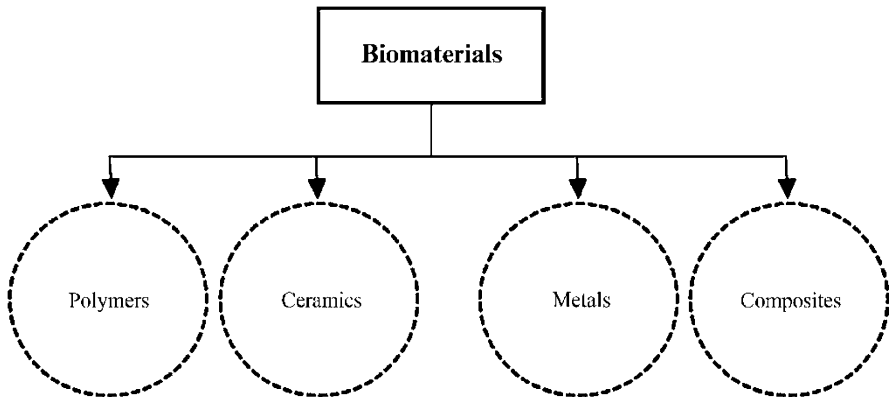 Biomaterials
Polymers
Ceramics
Metals
Composites